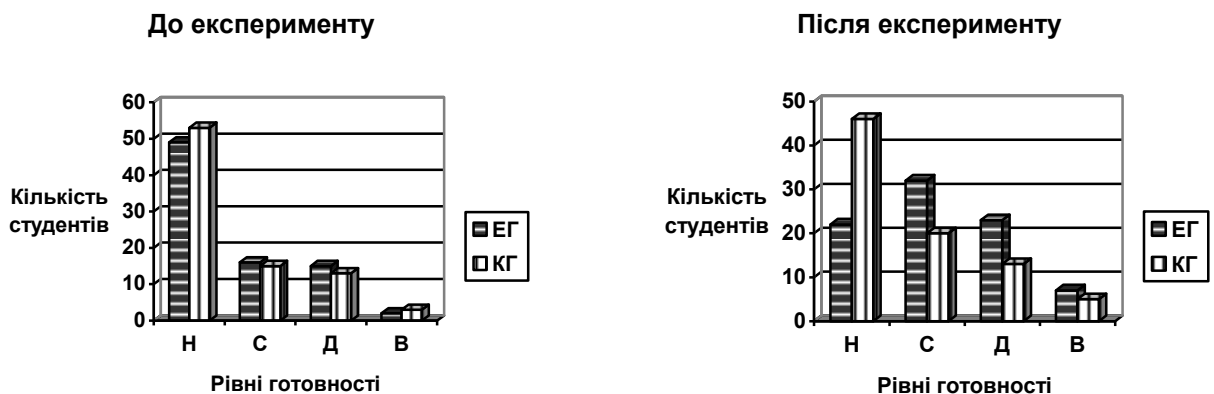 До експерименту
60
50
40
30
20
10
0
Кількість
студентів
Н С Д В
Рівні готовності
ЕГ
КГ
Після експерименту
50
40
30
20
10
0
Кількість
студентів
Н С Д В
Рівні готовності
ЕГ
КГ